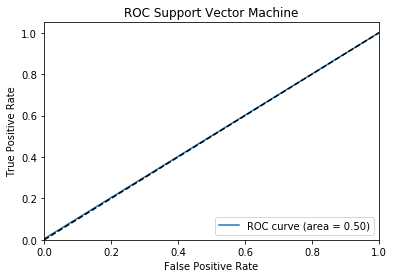 ROC Support Vector Machine
True Positive Rate
1.0
0.8
0.6
0.4
0.2
0.0
ROC curve (area = 0.50)
0.0 0.2 0.4 0.6 0.8 1.0
False Positive Rate